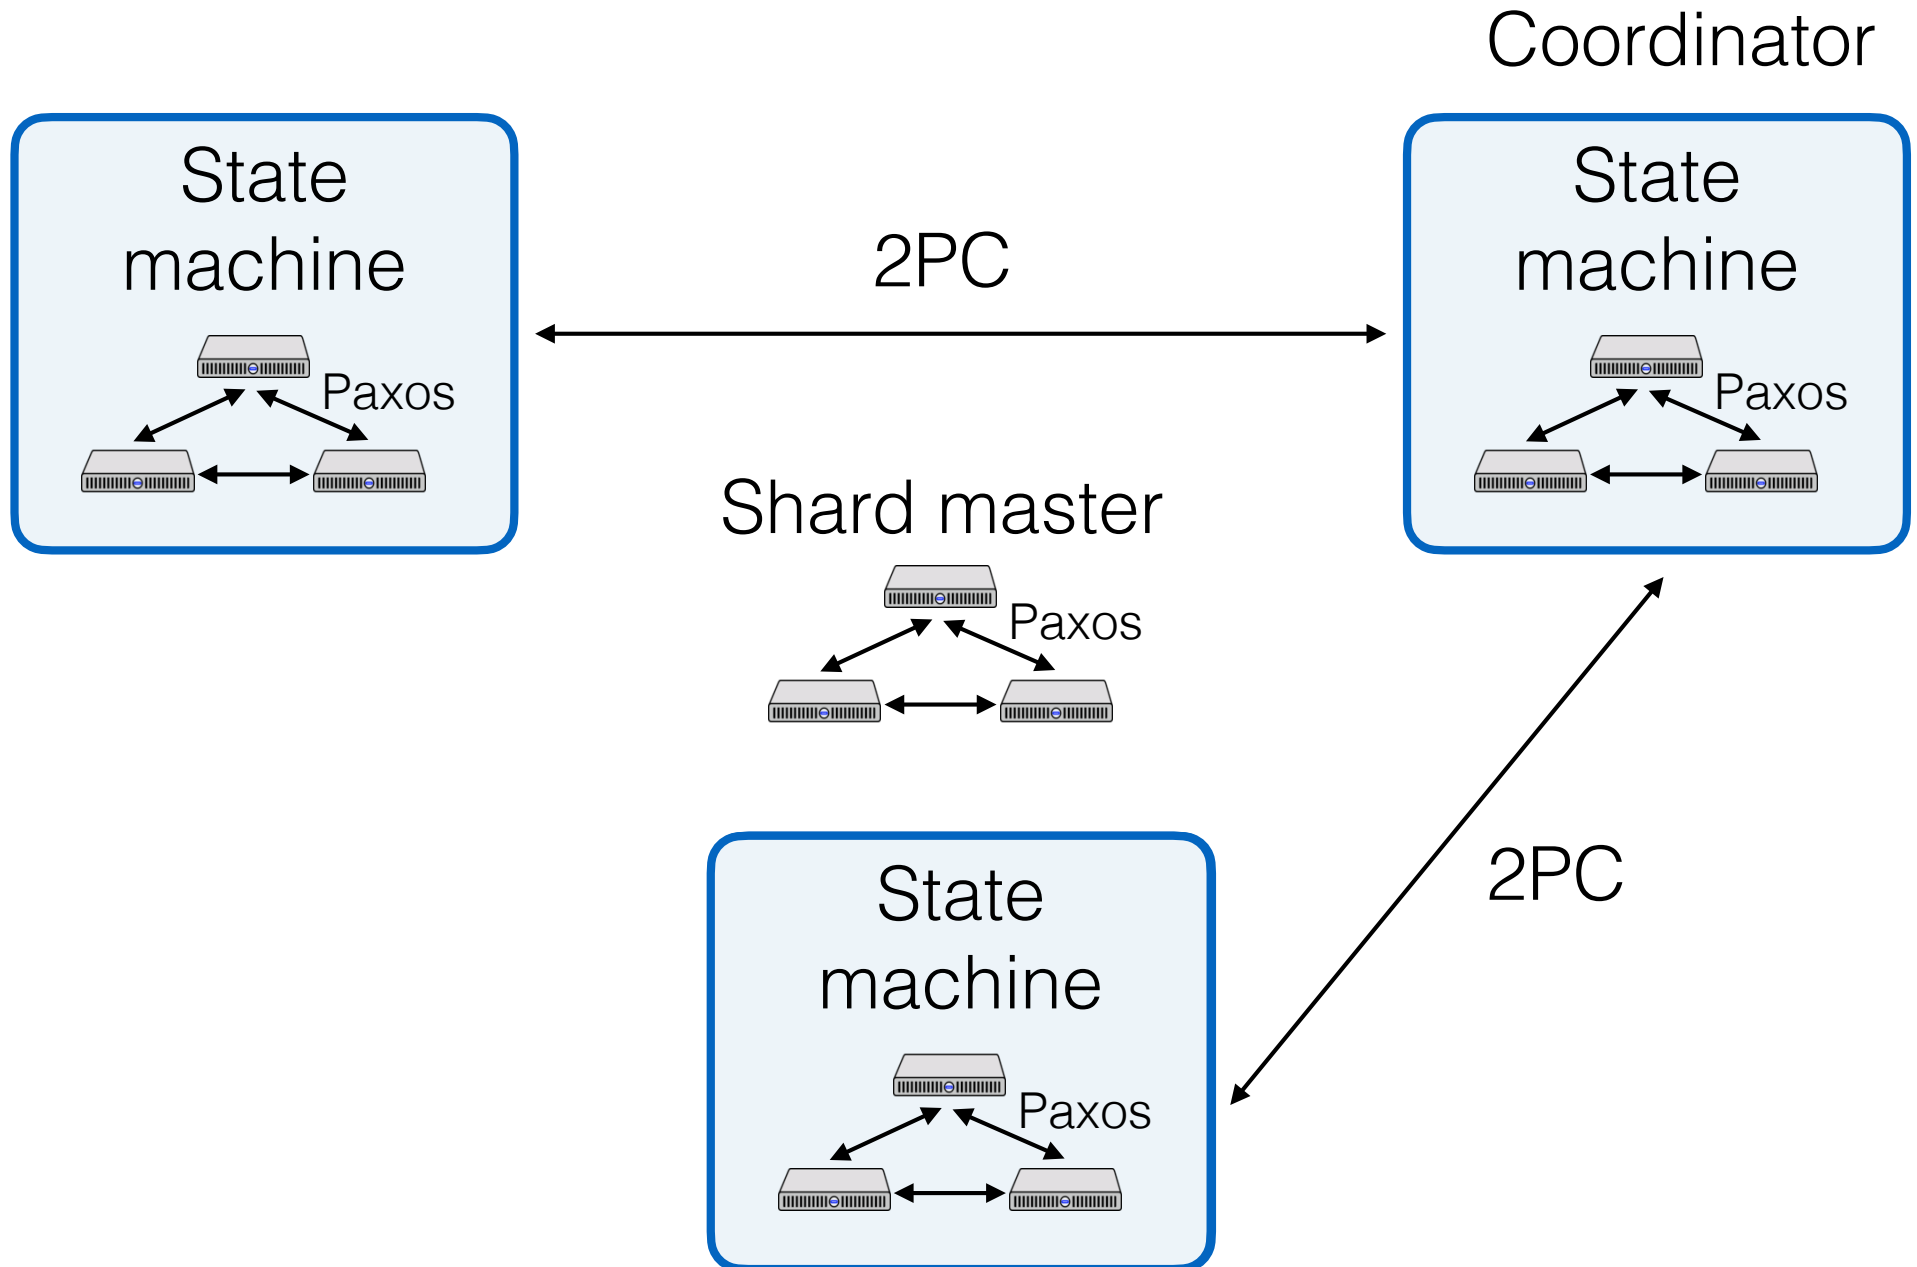 Coordinator
State
machine
Paxos
2PC
State
machine
Paxos
Shard master
Paxos
State
machine
Paxos
2PC